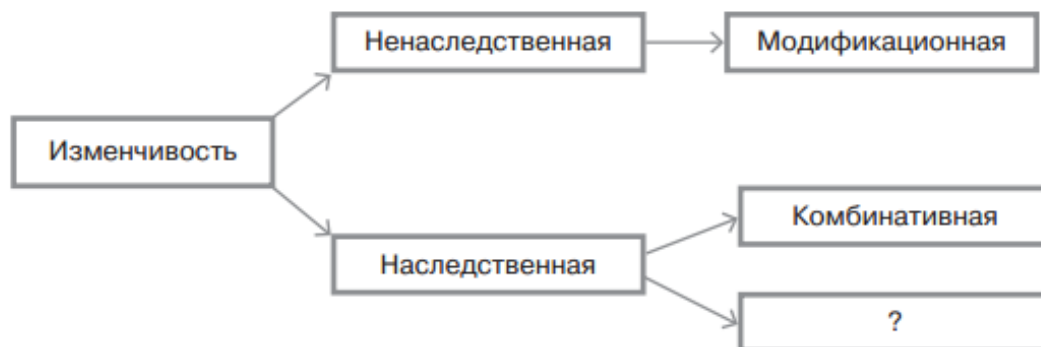 Ненаследственная
Модификационная
Изменчивость
Комбинативная
Наследственная
?